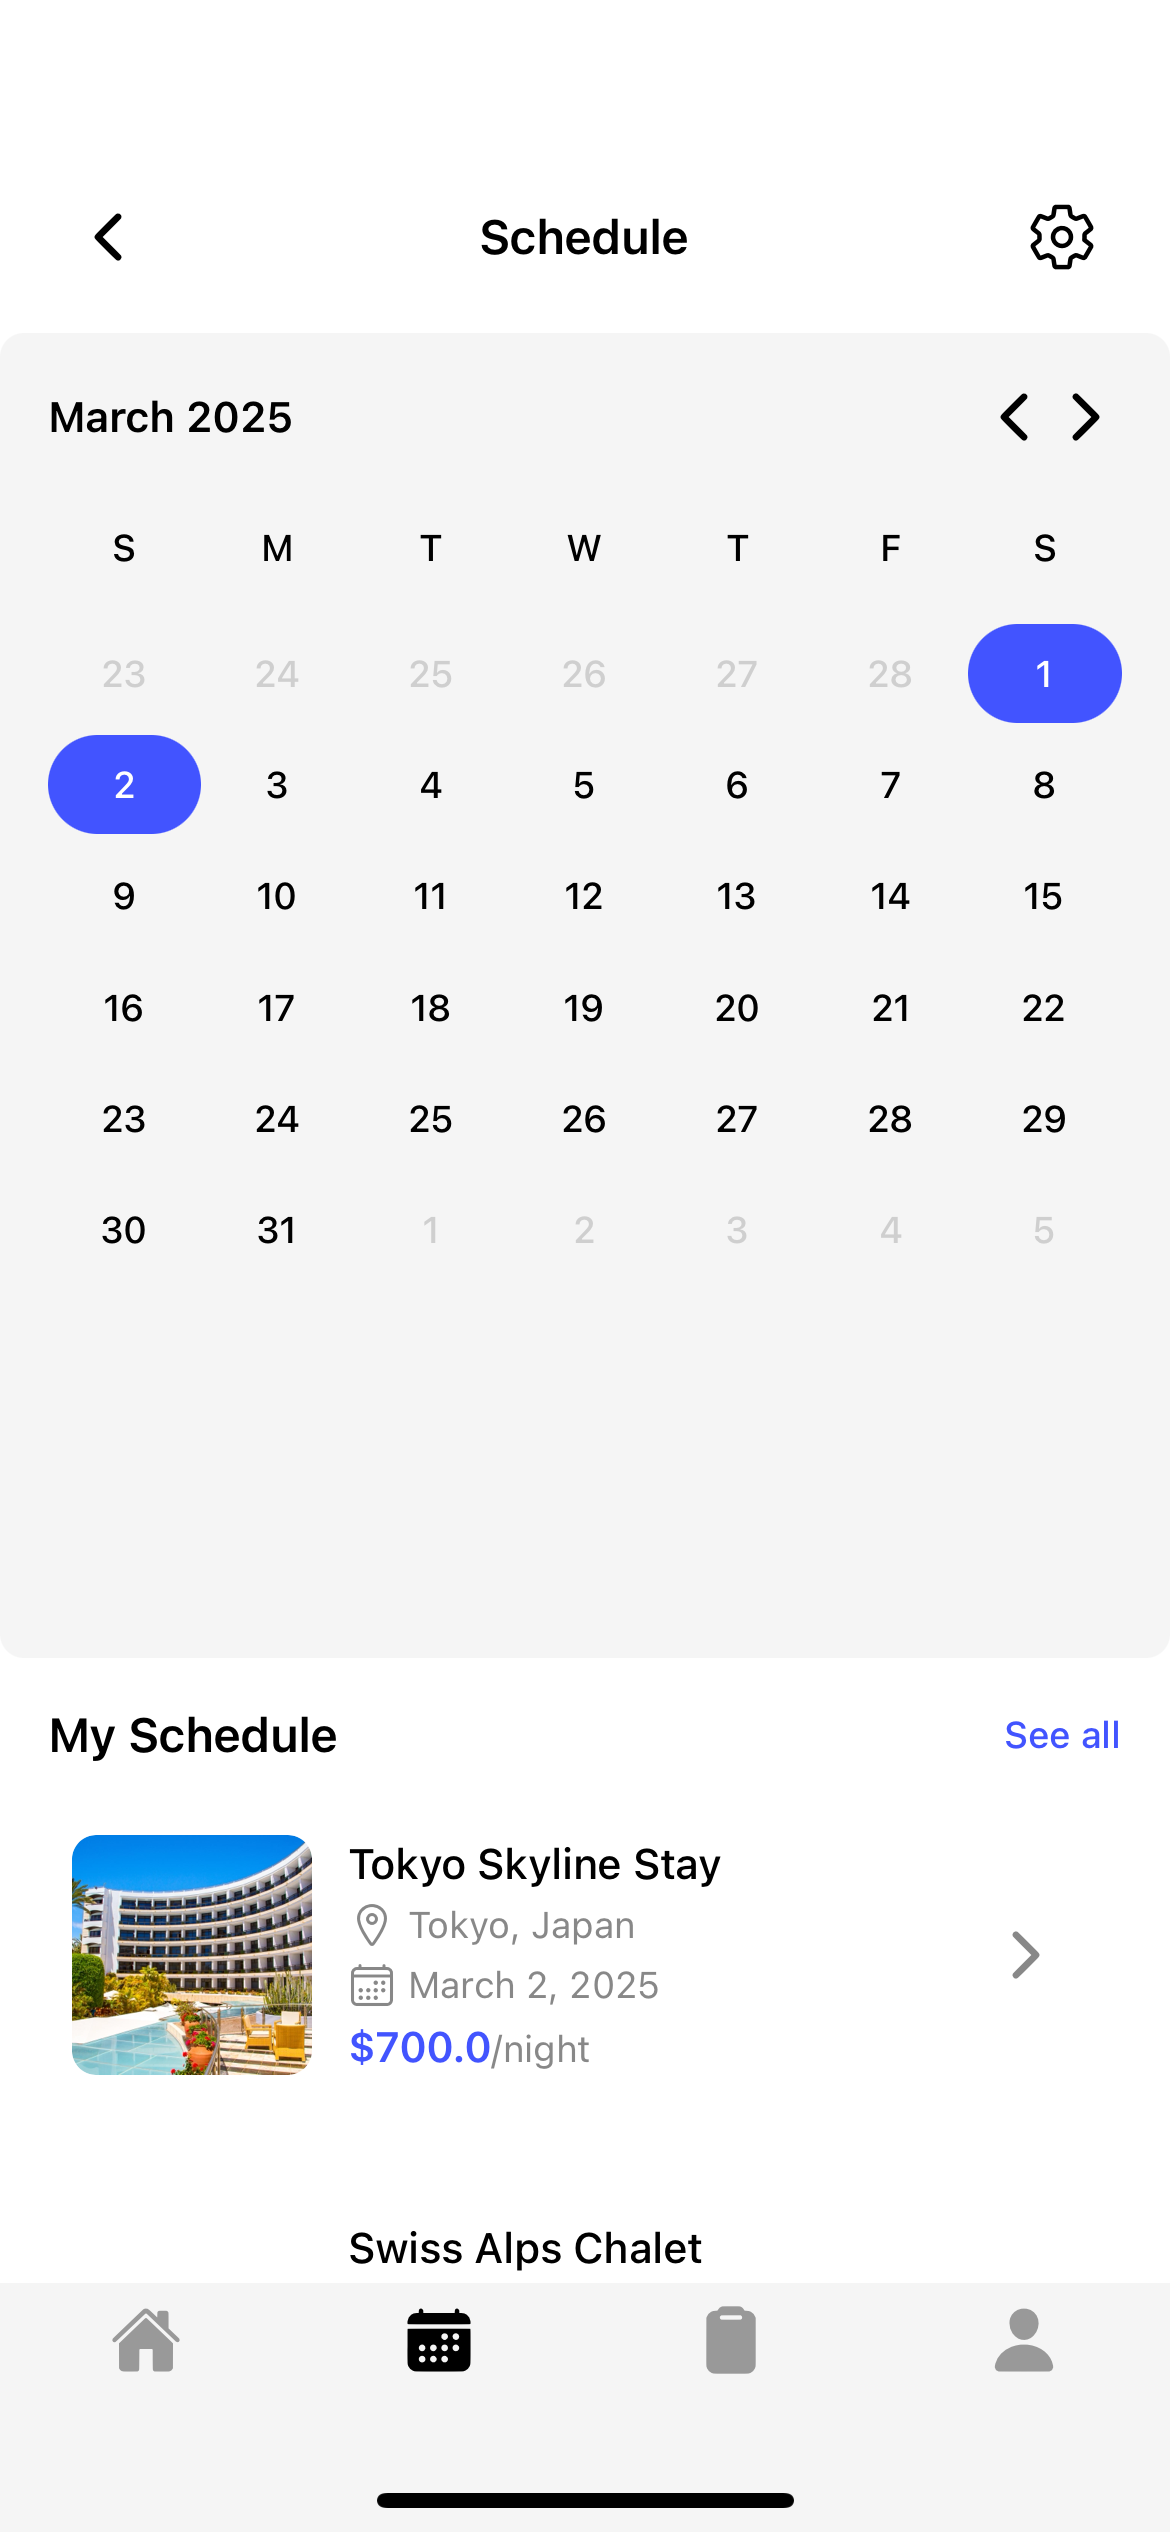 Schedule
March 2025
S M T W T F S
23 24 25 26 27 28 1
2 3 4 5 6 7 8
9 10 11 12 13 14 15
16 17 18 19 20 21 22
23 24 25 26 27 28 29
30 31 1 2 3 4 5
My Schedule See all
Tokyo Skyline Stay
Tokyo, Japan
March 2, 2025
$700.0/night
Swiss Alps Chalet